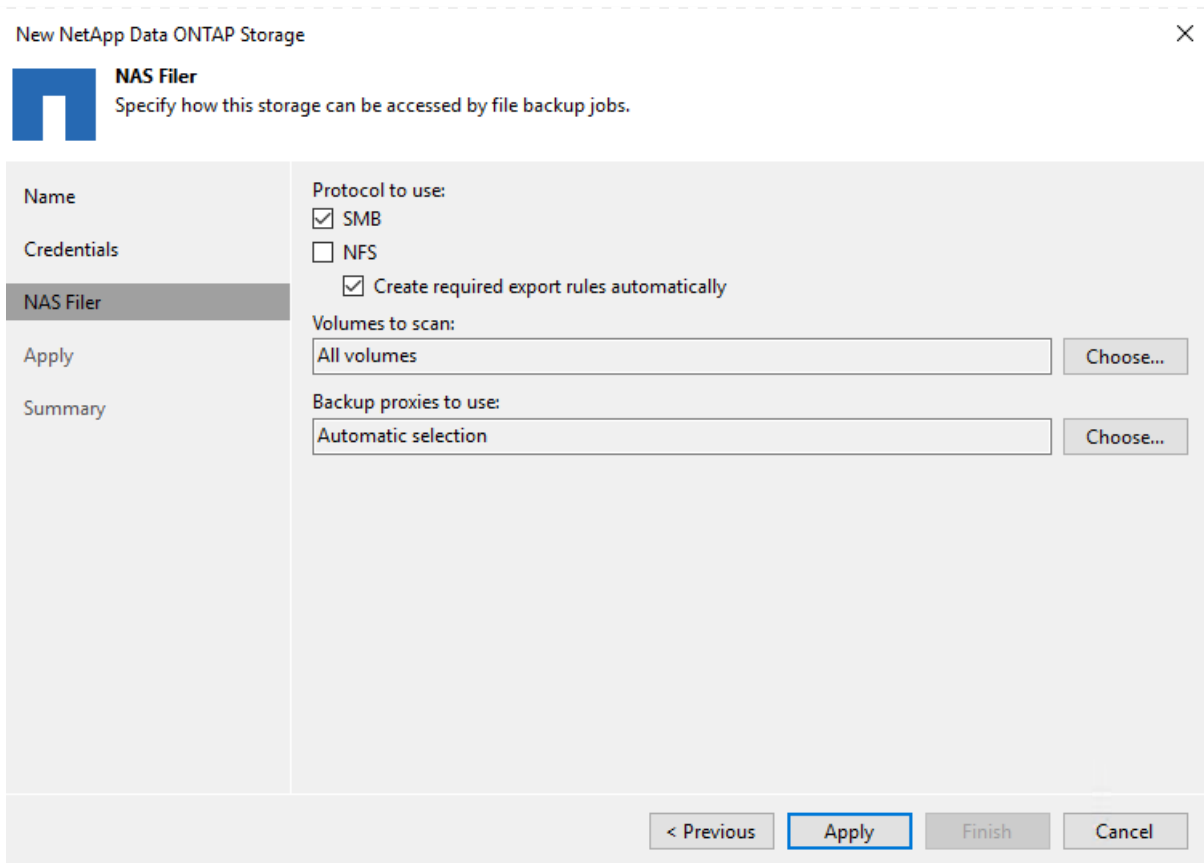 New NetApp Data ONTAP Storage
NAS Filer
Specify how this storage can be accessed by file backup jobs.
Name
Credentials
NAS Filer
Apply
Summary
Protocol to use:
SMB
NFS
Create required export rules automatically
Volumes to scan:
All volumes
Choose...
Backup proxies to use:
Automatic selection
Choose...
< Previous
Apply
Finish
Cancel